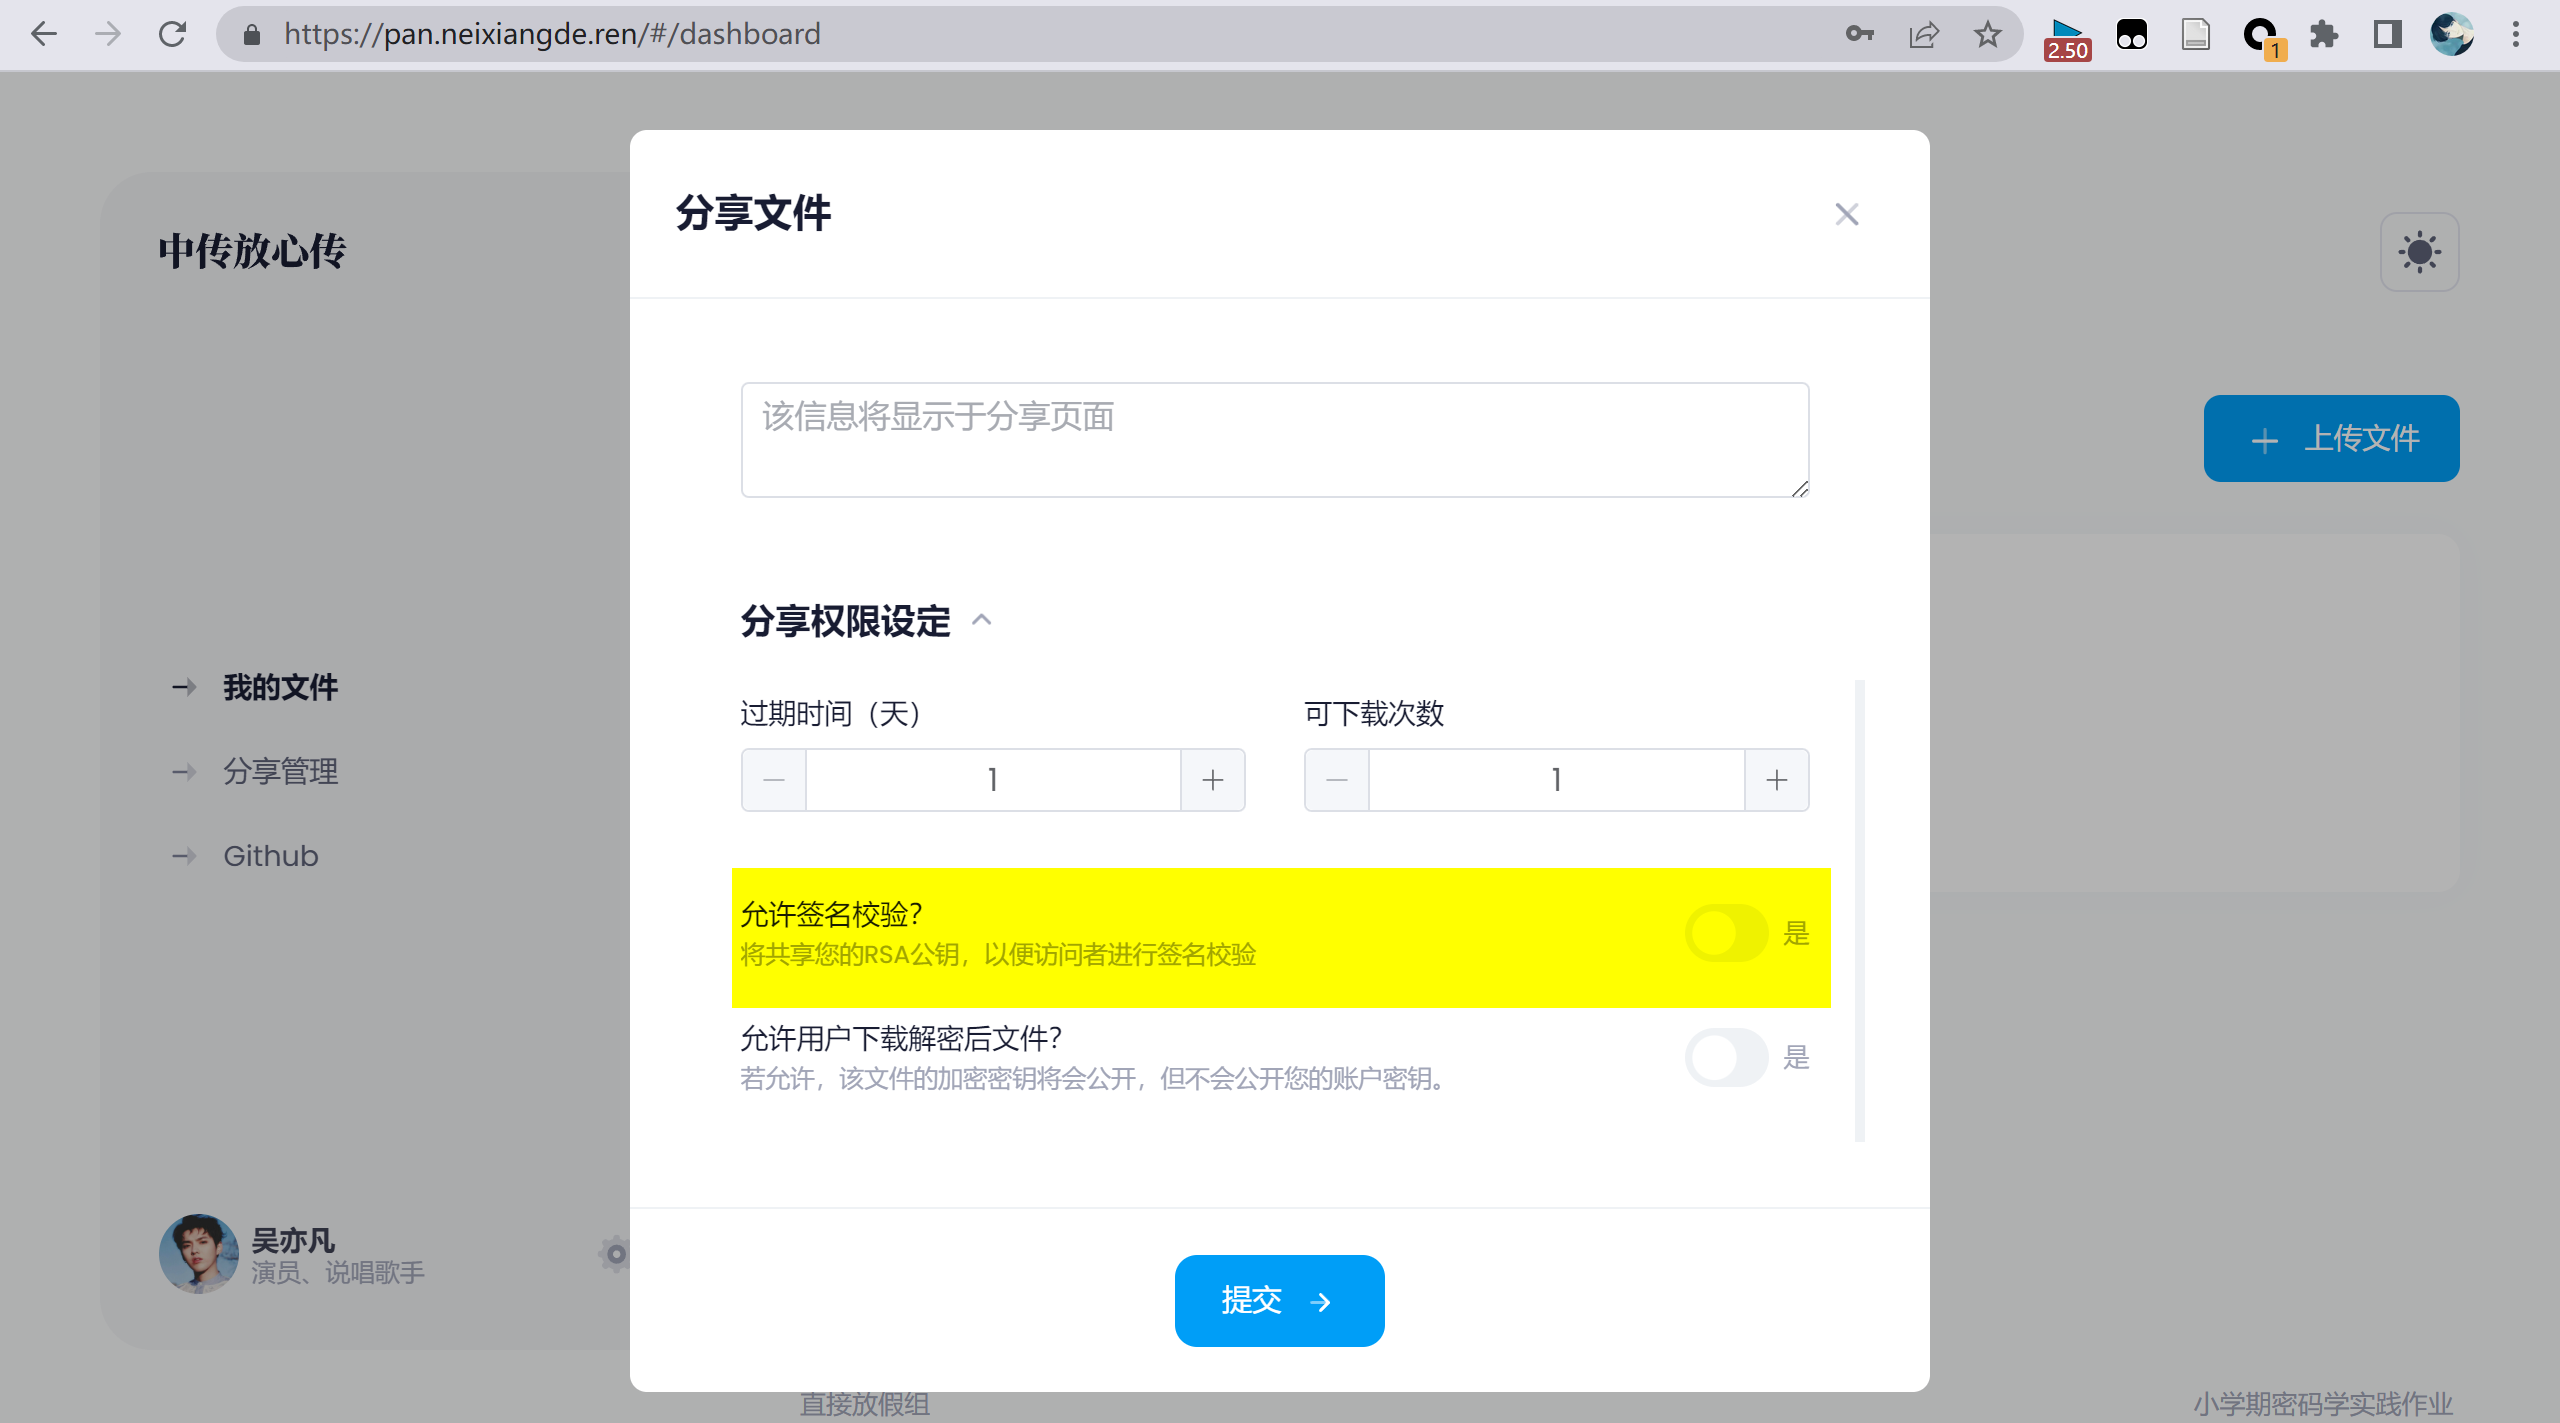 https://pan.neixiangde.ren/#/dashboard
2.50
1
分享文件
中传放心传
该信息将显示于分享页面
上传文件
分享权限设定
我的文件
过期时间（天）
可下载次数
1
1
分享管理
Github
允许签名校验？
是
将共享您的RSA公钥，以便访问者进行签名校验
允许用户下载解密后文件？
是
若允许，该文件的加密密钥将会公开，但不会公开您的账户密钥。
吴亦凡
演员、说唱歌手
提交
直接放假组
小学期密码学实践作业